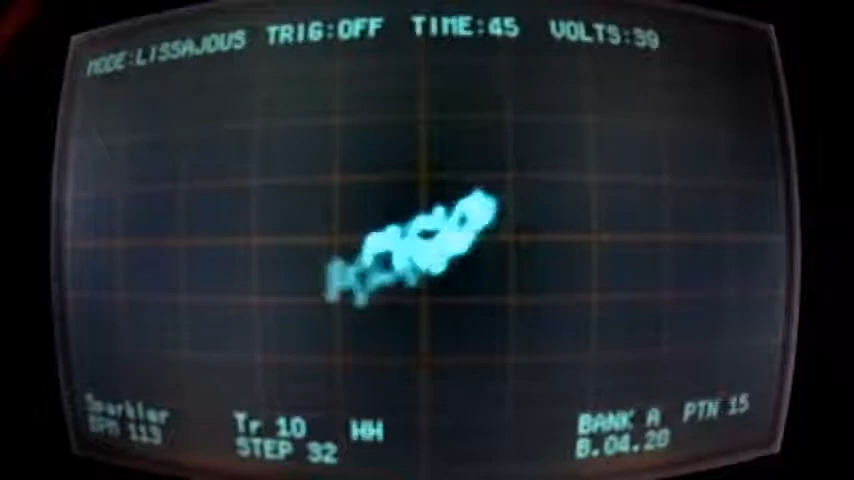 MODE:LISSAJOUS TRIG:OFF TIME:45 VOLTS:39
Sparkler Tr 10 HH BANK A PTN 15
BPM 113 STEP 32 B.04.20